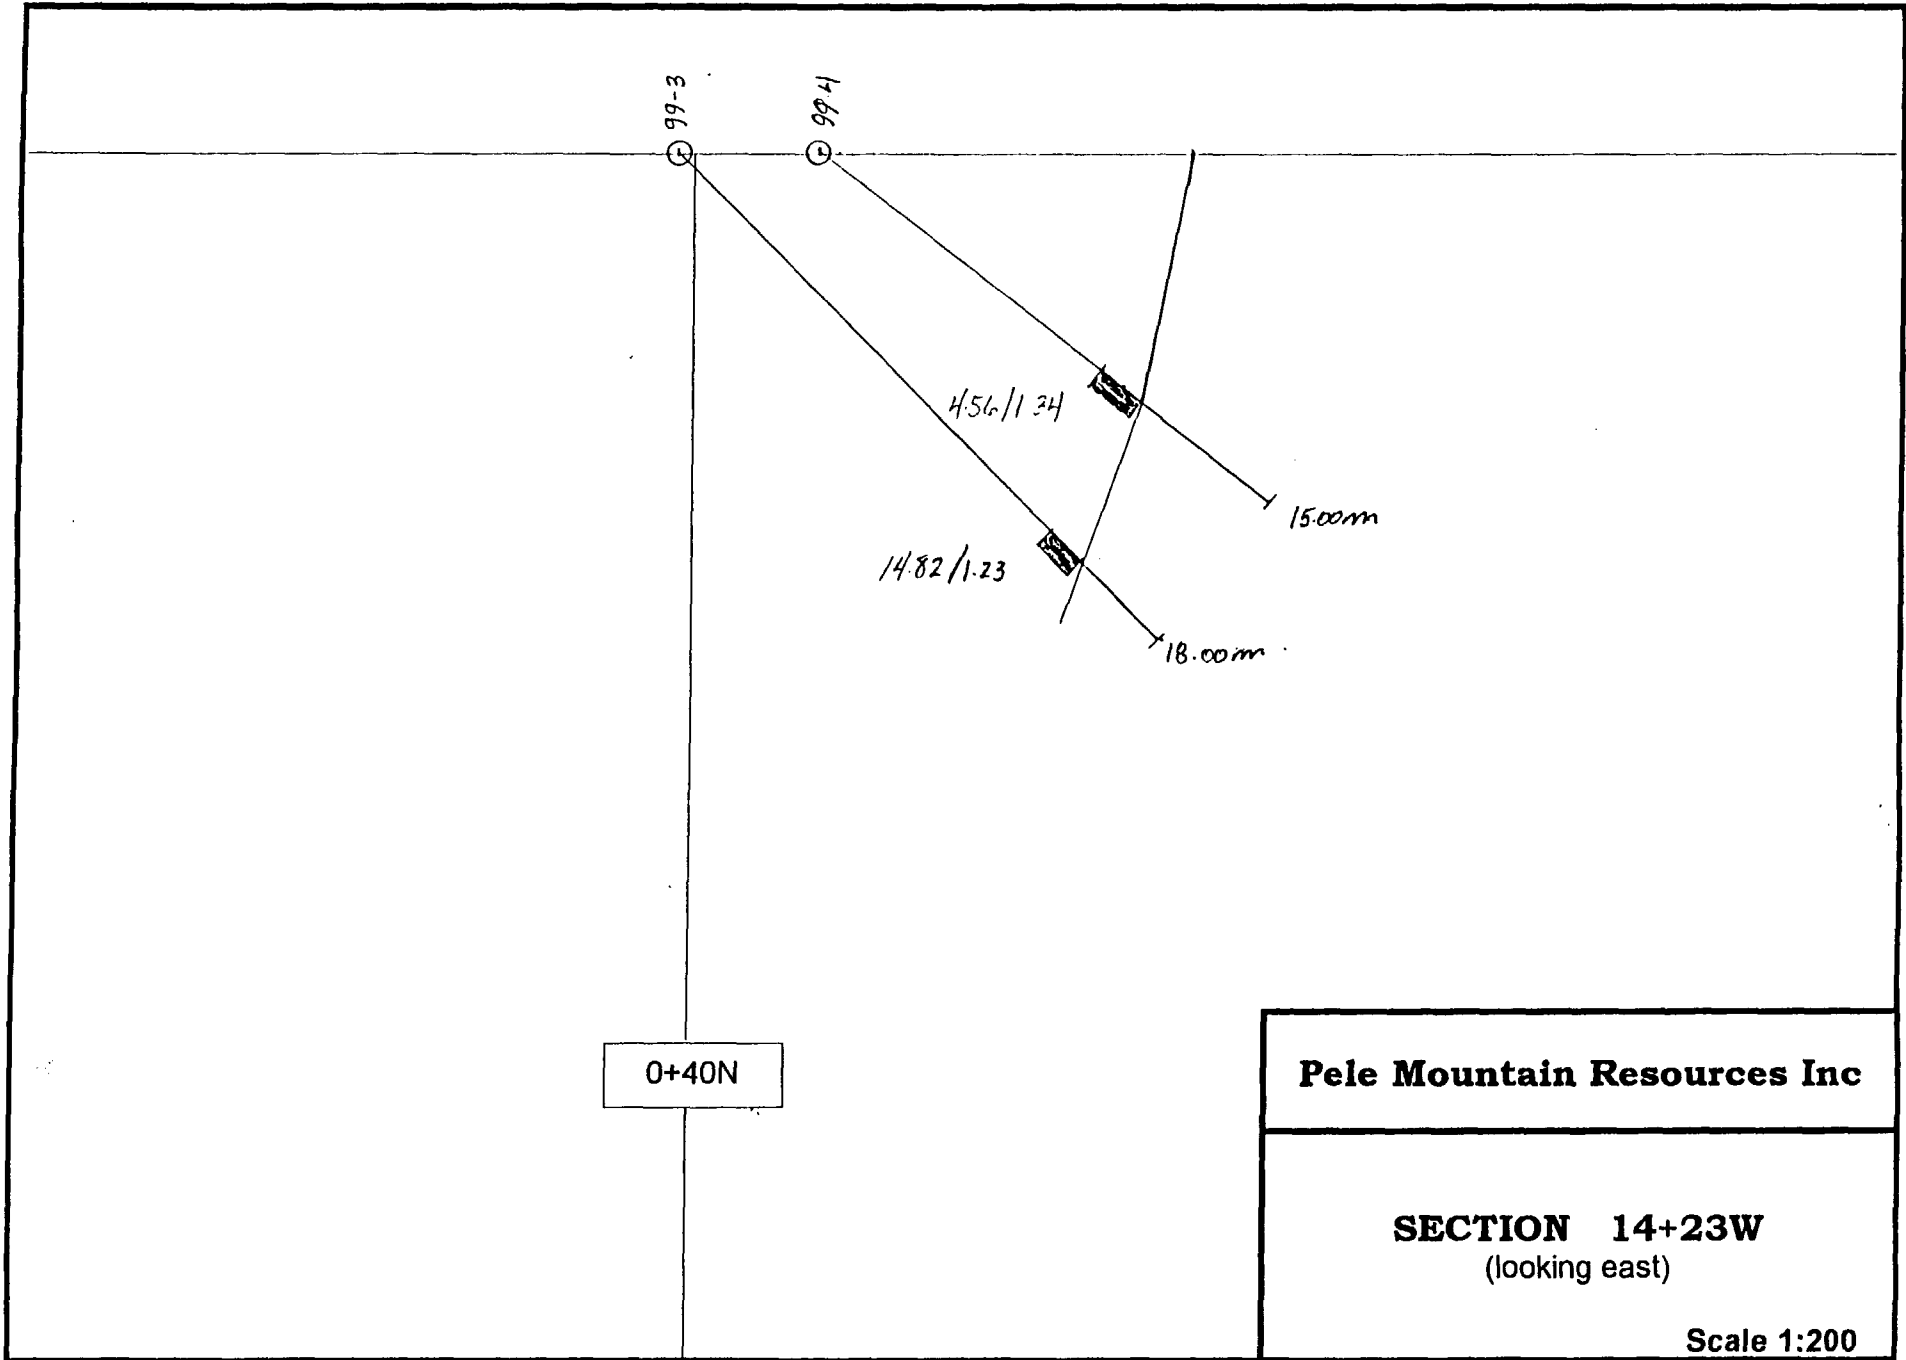 99-3
99-4
4.56/1.34
15.00m
14.82/1.23
18.00m
0+40N
Pele Mountain Resources Inc
SECTION 14+23W
(looking east)
Scale 1:200